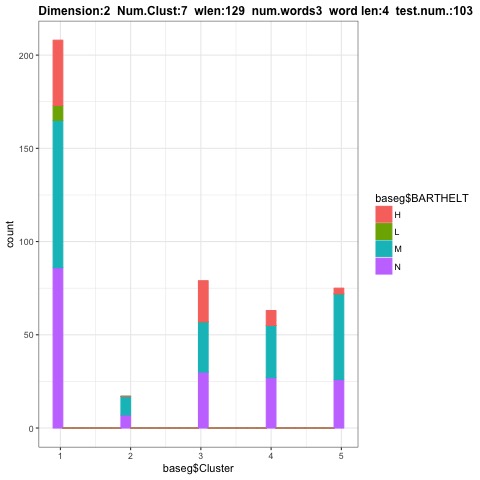 Dimension:2  Num.Clust:7  wlen:129  num.words3  word len:4  test.num.:103
200
150
100
50
0
count
1 2 3 4 5
baseg$Cluster
baseg$BARTHELT
H
L
M
N